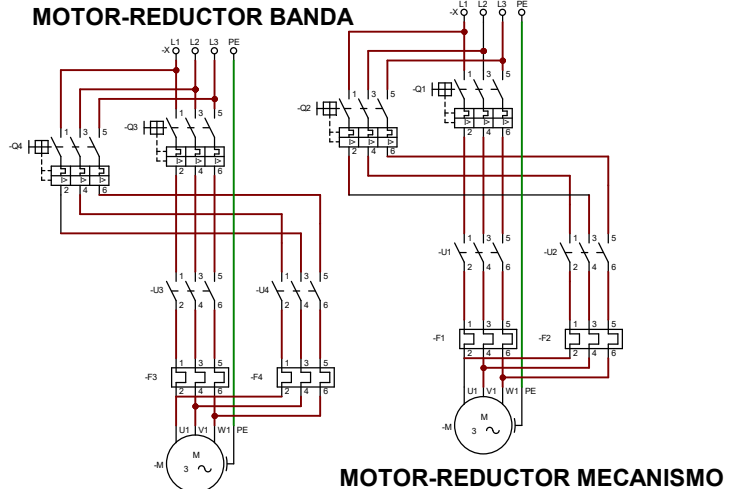 MOTOR-REDUCTOR BANDA
L1 L2 L3 PE
-X
1 3 5
-Q3
2 4 6
1 3 5
-Q4
2 4 6
1 3 5
-U3
2 4 6
1 3 5
-U4
2 4 6
1 3 5
-F3
2 4 6
1 3 5
-F4
2 4 6
U1 V1 W1 PE
-M
M
3
L1 L2 L3 PE
-X
1 3 5
-Q1
2 4 6
1 3 5
-Q2
2 4 6
1 3 5
-U1
2 4 6
1 3 5
-U2
2 4 6
1 3 5
-F1
2 4 6
1 3 5
-F2
2 4 6
U1 V1 W1 PE
-M
M
3
MOTOR-REDUCTOR MECANISMO